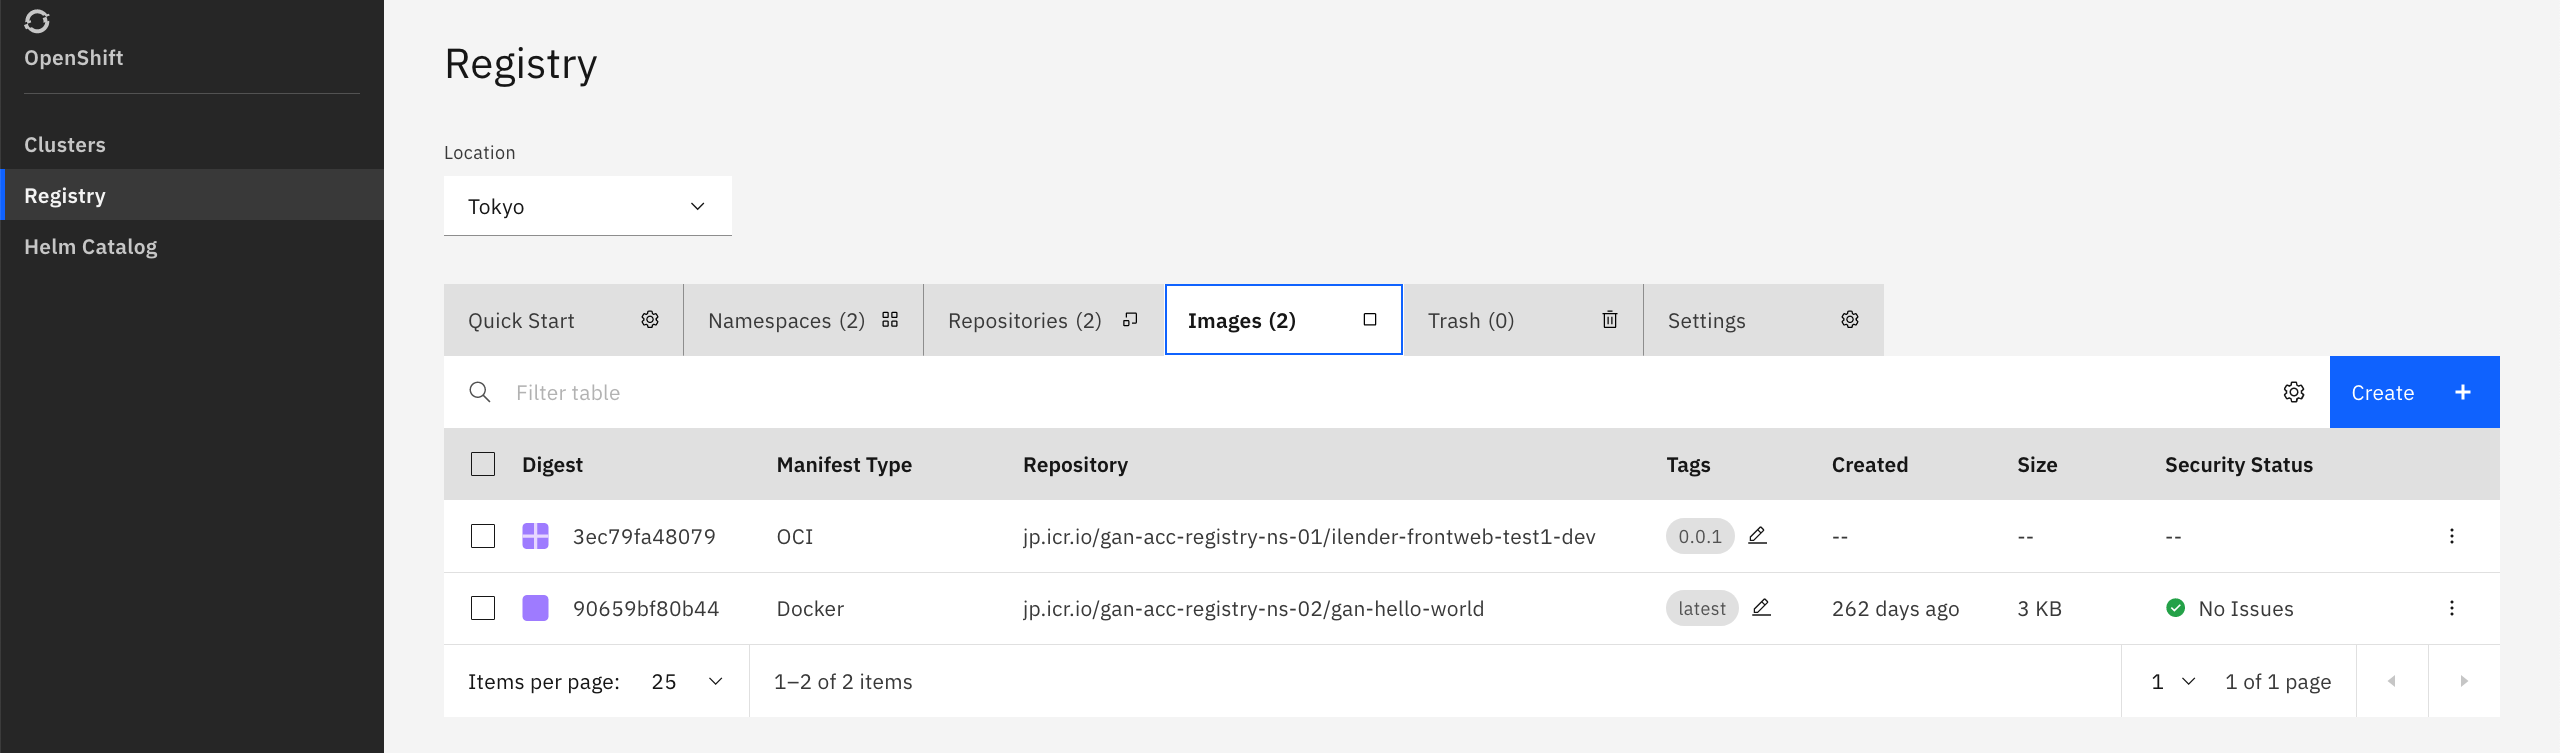 OpenShift
Clusters
Registry
Helm Catalog
Registry
Location
Tokyo
Quick Start Namespaces (2) Repositories (2) Images (2) Trash (0) Settings
Filter table Create +
Digest Manifest Type Repository Tags Created Size Security Status
3ec79fa48079 OCI jp.icr.io/gan-acc-registry-ns-01/ilender-frontweb-test1-dev 0.0.1 -- -- --
90659bf80b44 Docker jp.icr.io/gan-acc-registry-ns-02/gan-hello-world latest 262 days ago 3 KB No Issues
Items per page: 25 1–2 of 2 items 1 1 of 1 page